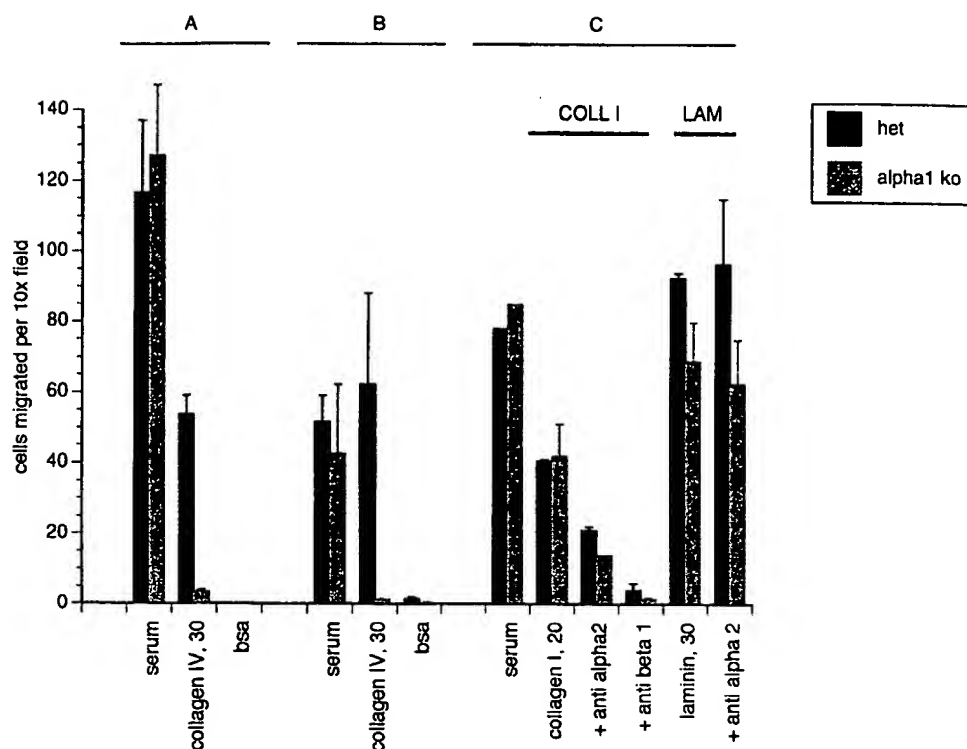 A B C
COLL I LAM
het
alpha1 ko
cells migrated per 10x field
140
120
100
80
60
40
20
0
serum
collagen IV, 30
bsa
serum
collagen IV, 30
bsa
serum
collagen I, 20
+ anti alpha2
+ anti beta 1
laminin, 30
+ anti alpha 2